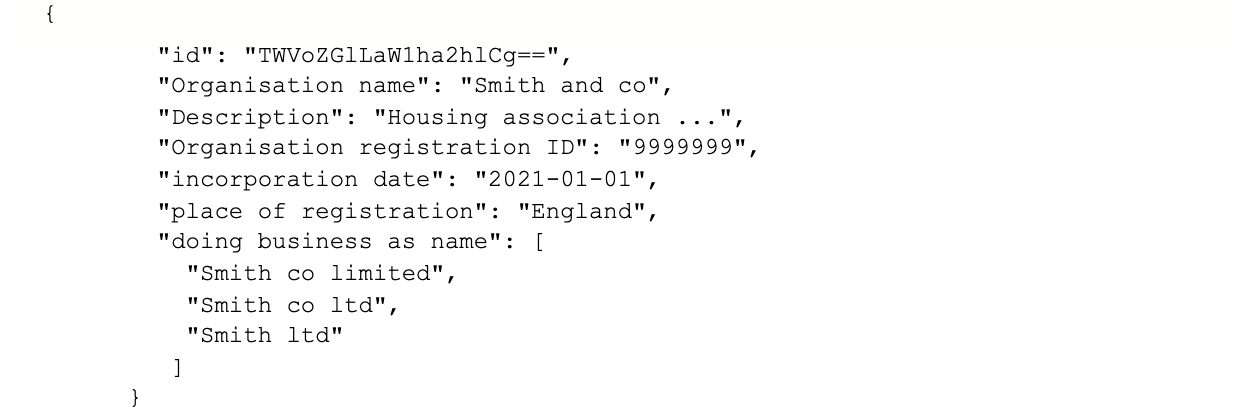 {
"id": "TWVoZGlLaW1ha2hlCg==",
"Organisation name": "Smith and co",
"Description": "Housing association ...",
"Organisation registration ID": "9999999",
"incorporation date": "2021-01-01",
"place of registration": "England",
"doing business as name": [
"Smith co limited",
"Smith co ltd",
"Smith ltd"
]
}